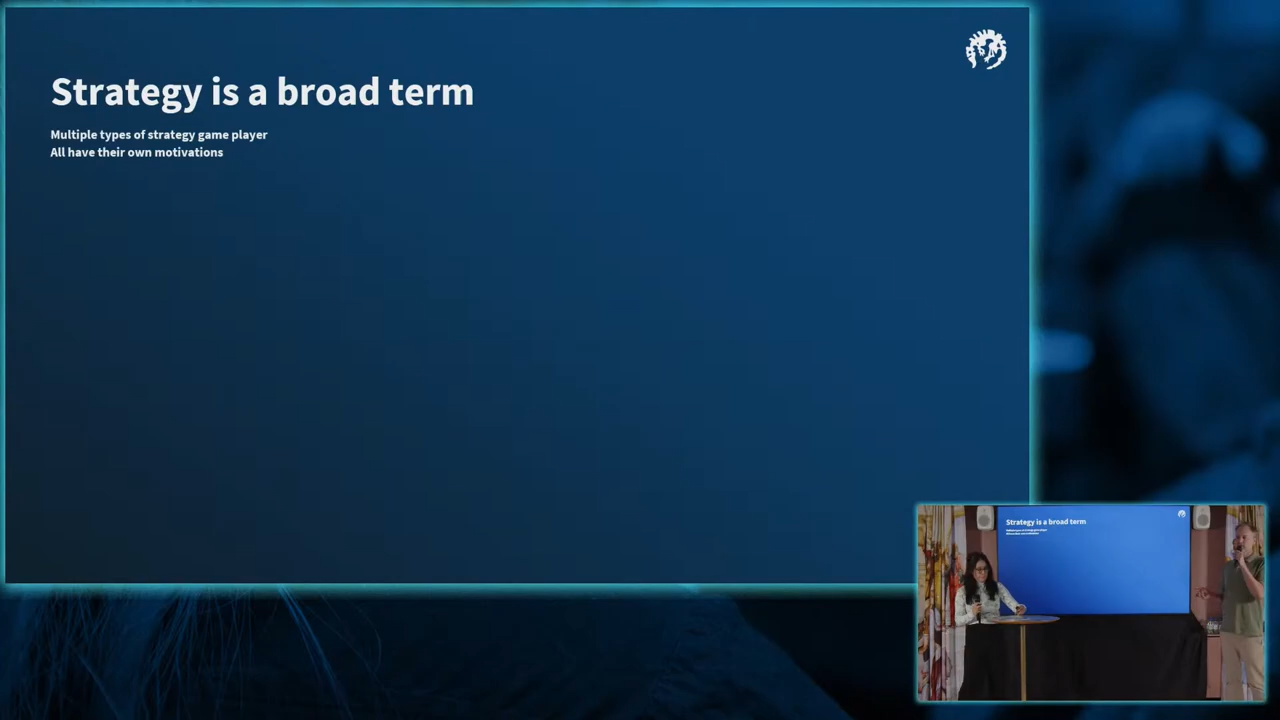 Strategy is a broad term
Multiple types of strategy game player
All have their own motivations
Strategy is a broad term